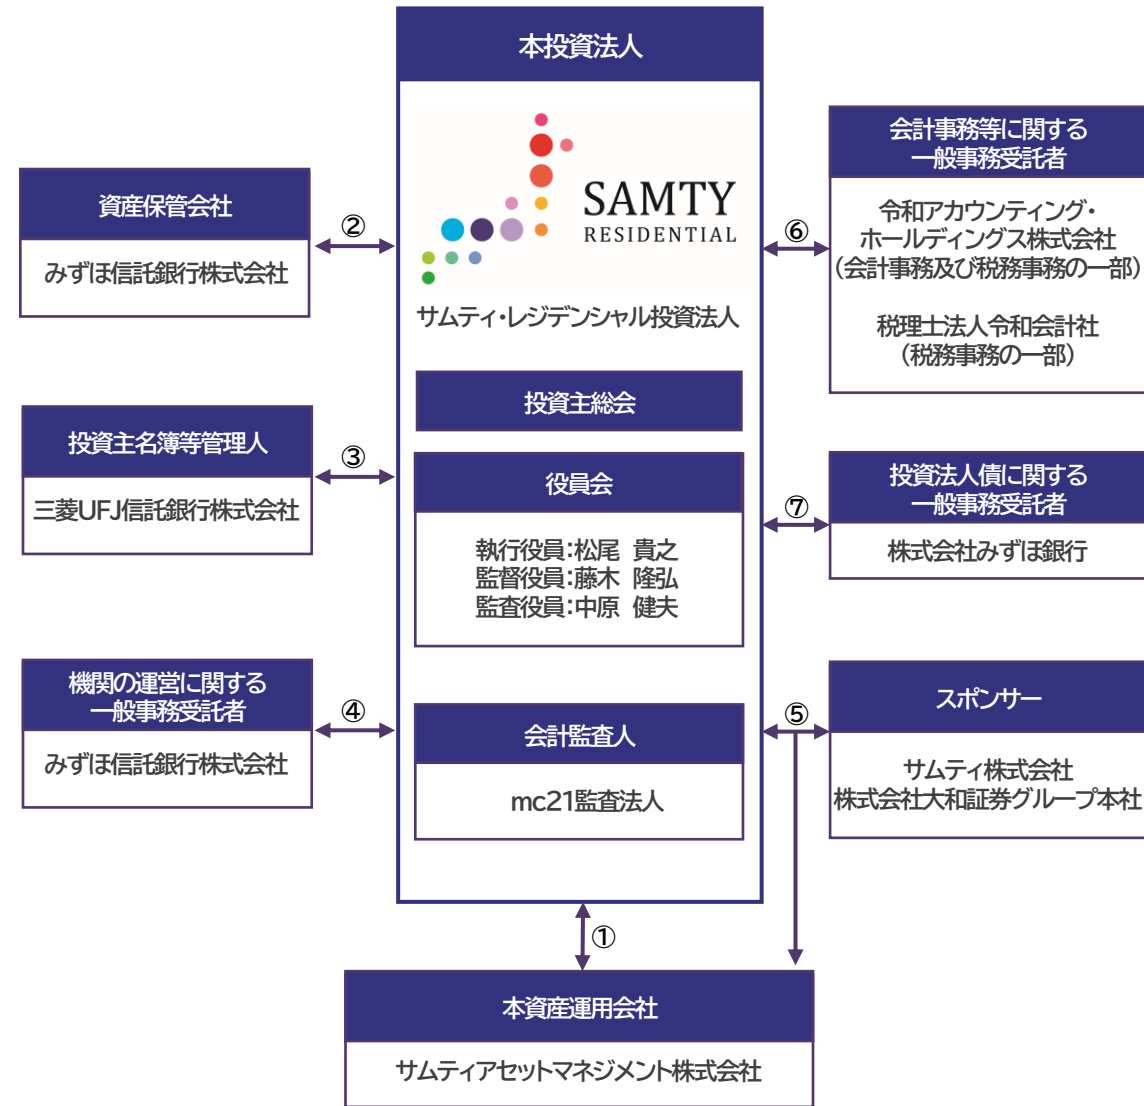 本投資法人
SAMTY
RESIDENTIAL
サムティ・レジデンシャル投資法人
投資主総会
役員会
執行役員：松尾 貴之
監督役員：藤木 隆弘
監査役員：中原 健夫
会計監査人
mc21監査法人
資産保管会社
みずほ信託銀行株式会社
②
投資主名簿等管理人
三菱UFJ信託銀行株式会社
③
機関の運営に関する
一般事務受託者
みずほ信託銀行株式会社
④
会計事務等に関する
一般事務受託者
令和アカウンティング・
ホールディングス株式会社
（会計事務及び税務事務の一部）
税理士法人令和会計社
（税務事務の一部）
⑥
投資法人債に関する
一般事務受託者
株式会社みずほ銀行
⑦
スポンサー
サムティ株式会社
株式会社大和証券グループ本社
⑤
①
本資産運用会社
サムティアセットマネジメント株式会社